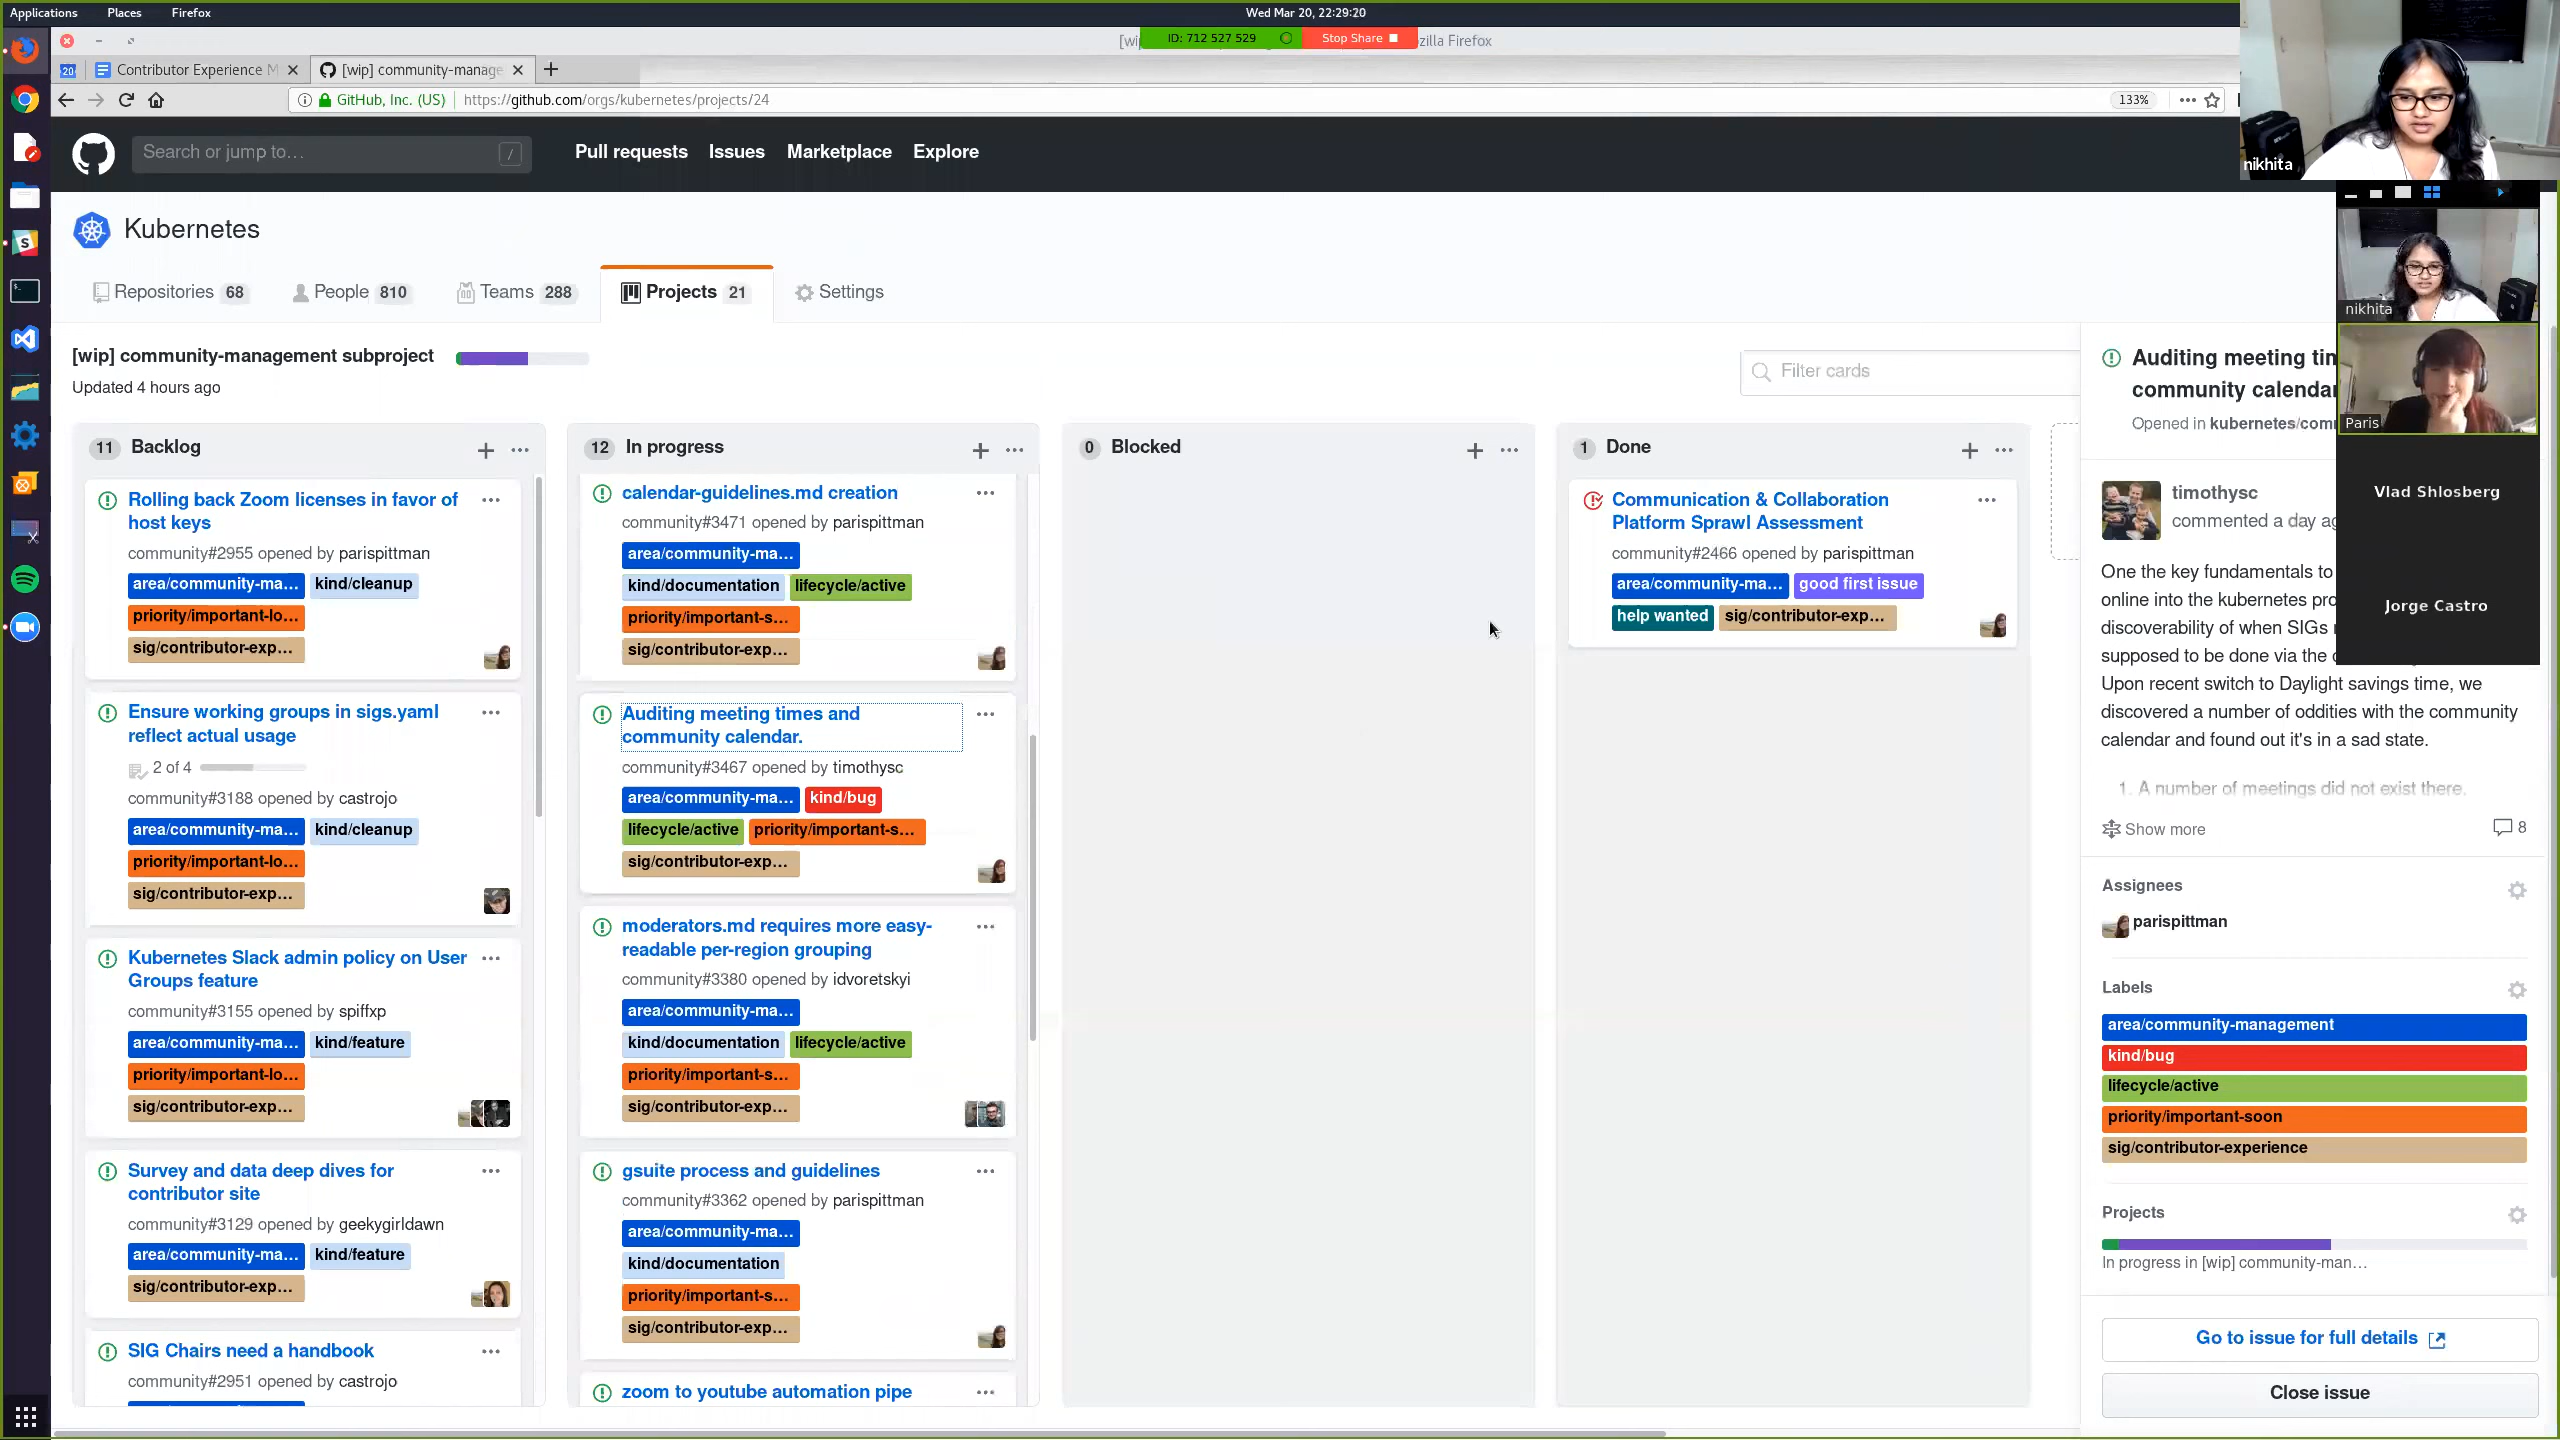 Applications Places Firefox
Wed Mar 20, 22:29:20
[wip
ID: 712 527 529
Stop Share
zilla Firefox
20
Contributor Experience M
[wip] community-manage
GitHub, Inc. (US)
https://github.com/orgs/kubernetes/projects/24
133%
Search or jump to…
/
Pull requests Issues Marketplace Explore
nikhita
Kubernetes
Repositories 68
People 810
Teams 288
Projects 21
Settings
[wip] community-management subproject
Updated 4 hours ago
Filter cards
11 Backlog
Rolling back Zoom licenses in favor of
host keys
community#2955 opened by parispittman
area/community-ma... kind/cleanup
priority/important-lo...
sig/contributor-exp...
Ensure working groups in sigs.yaml
reflect actual usage
2 of 4
community#3188 opened by castrojo
area/community-ma... kind/cleanup
priority/important-lo...
sig/contributor-exp...
Kubernetes Slack admin policy on User
Groups feature
community#3155 opened by spiffxp
area/community-ma... kind/feature
priority/important-lo...
sig/contributor-exp...
Survey and data deep dives for
contributor site
community#3129 opened by geekygirldawn
area/community-ma... kind/feature
sig/contributor-exp...
SIG Chairs need a handbook
community#2951 opened by castrojo
12 In progress
calendar-guidelines.md creation
community#3471 opened by parispittman
area/community-ma...
kind/documentation lifecycle/active
priority/important-s...
sig/contributor-exp...
Auditing meeting times and
community calendar.
community#3467 opened by timothysc
area/community-ma... kind/bug
lifecycle/active priority/important-s...
sig/contributor-exp...
moderators.md requires more easy-
readable per-region grouping
community#3380 opened by idvoretskyi
area/community-ma...
kind/documentation lifecycle/active
priority/important-s...
sig/contributor-exp...
gsuite process and guidelines
community#3362 opened by parispittman
area/community-ma...
kind/documentation
priority/important-s...
sig/contributor-exp...
zoom to youtube automation pipe
0 Blocked
1 Done
Communication & Collaboration
Platform Sprawl Assessment
community#2466 opened by parispittman
area/community-ma... good first issue
help wanted sig/contributor-exp...
Auditing meeting tim
community calendar
Opened in kubernetes/com
timothysc
commented a day ag
One the key fundamentals to
online into the kubernetes pro
discoverability of when SIGs
supposed to be done via the
Upon recent switch to Daylight savings time, we
discovered a number of oddities with the community
calendar and found out it's in a sad state.
1. A number of meetings did not exist there.
Show more
8
Assignees
parispittman
Labels
area/community-management
kind/bug
lifecycle/active
priority/important-soon
sig/contributor-experience
Projects
In progress in [wip] community-man…
Go to issue for full details
Close issue
nikhita
Paris
Vlad Shlosberg
Jorge Castro